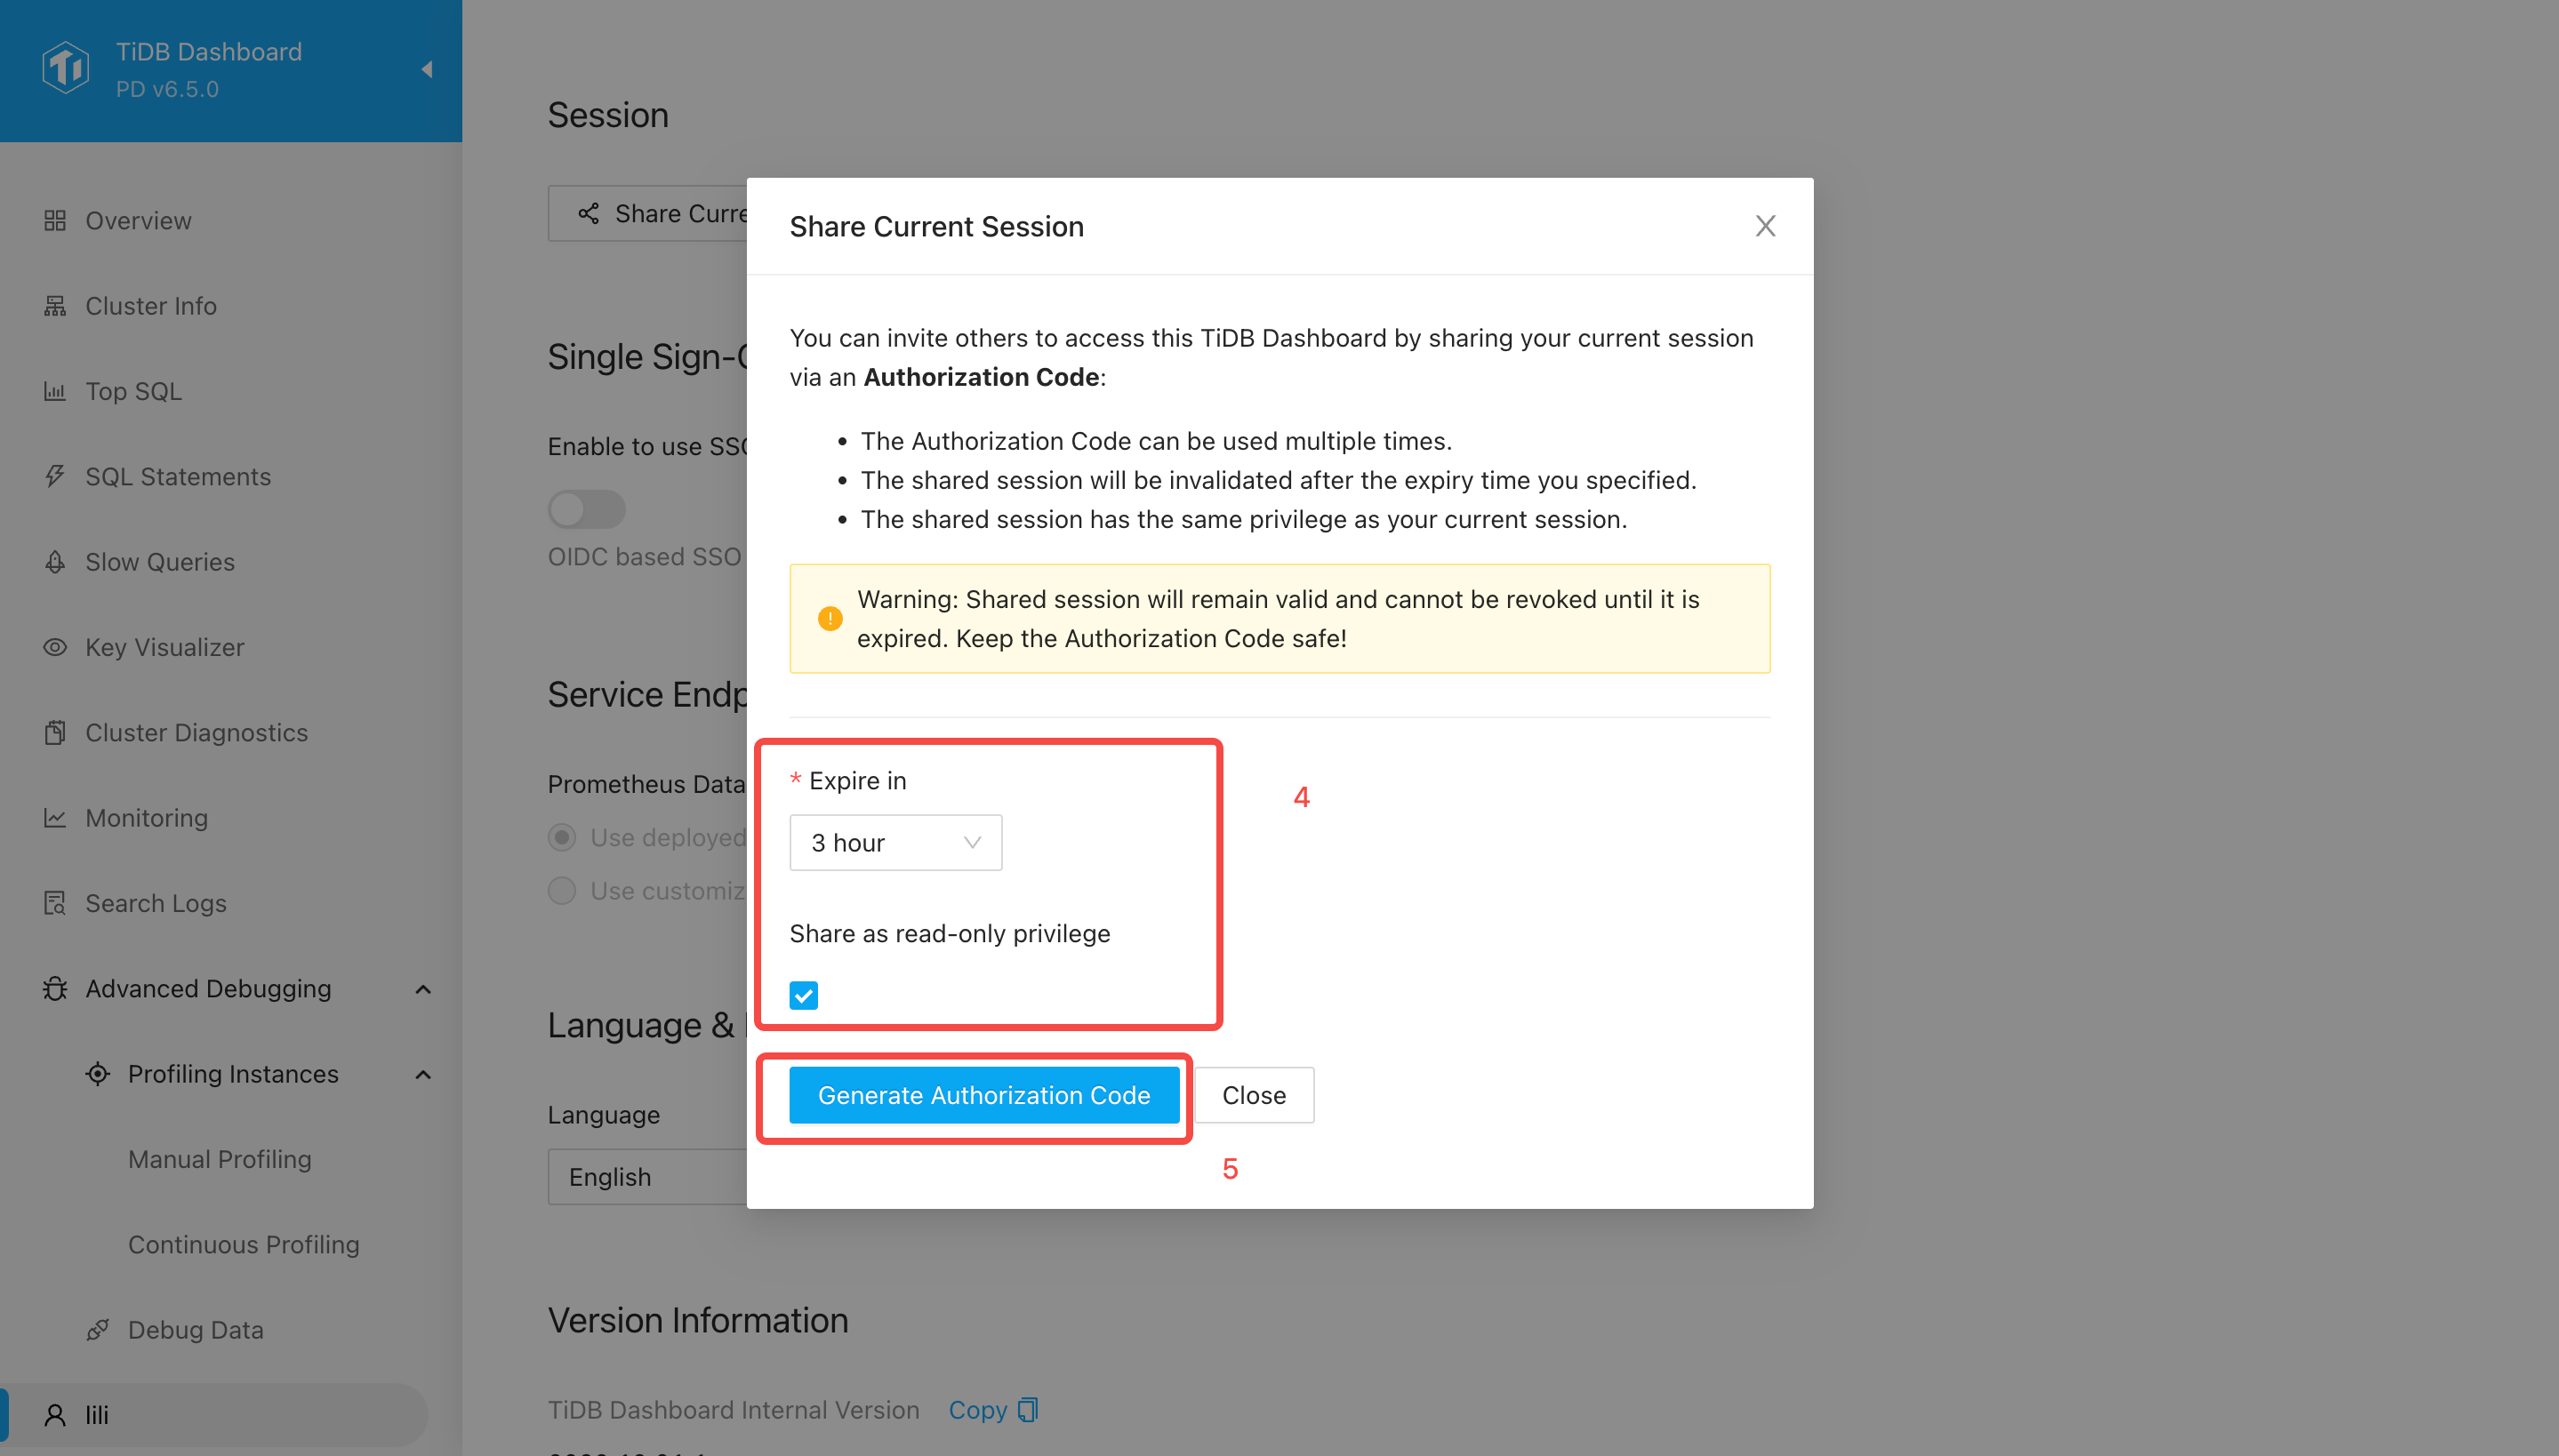 TiDB Dashboard
PD v6.5.0
Overview
Cluster Info
Top SQL
SQL Statements
Slow Queries
Key Visualizer
Cluster Diagnostics
Monitoring
Search Logs
Advanced Debugging
Profiling Instances
Manual Profiling
Continuous Profiling
Debug Data
lili
Session
Share Curre
Single Sign-
Enable to use SSO
OIDC based SSO
Service Endp
Prometheus Data
Use deployed
Use customiz
Language &
Language
English
Version Information
TiDB Dashboard Internal Version Copy
Share Current Session
You can invite others to access this TiDB Dashboard by sharing your current session
via an Authorization Code:
• The Authorization Code can be used multiple times.
• The shared session will be invalidated after the expiry time you specified.
• The shared session has the same privilege as your current session.
Warning: Shared session will remain valid and cannot be revoked until it is
expired. Keep the Authorization Code safe!
* Expire in
3 hour
Share as read-only privilege
4
Generate Authorization Code
Close
5